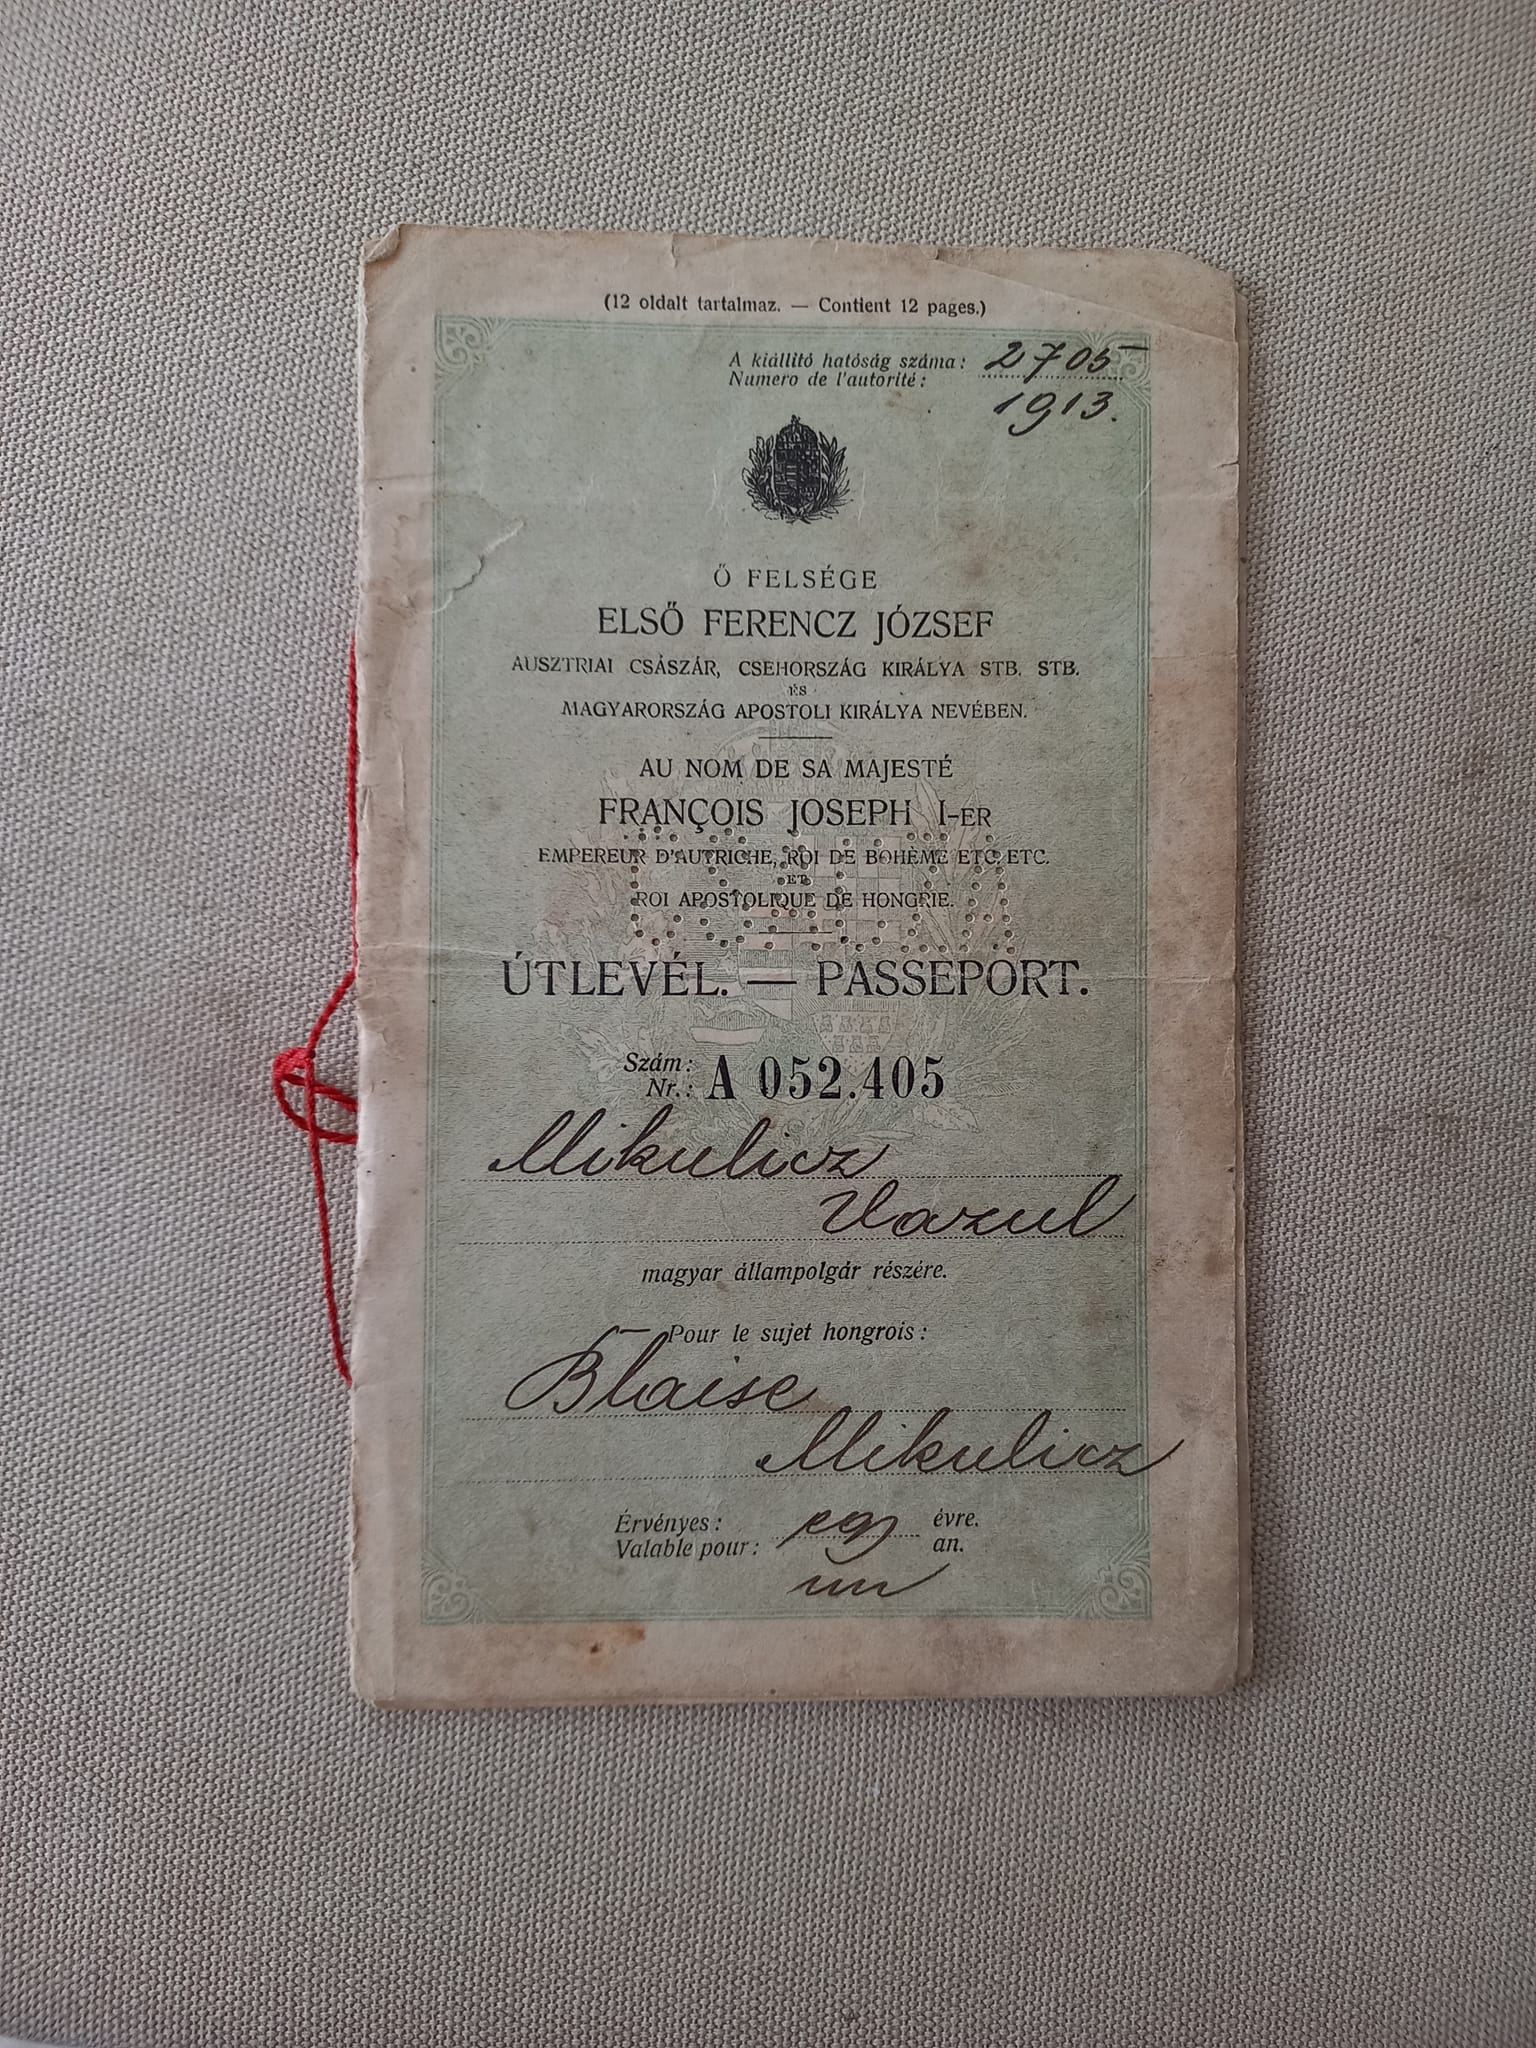 (12 oldalt tartalmaz. — Contient 12 pages.)
A kiállító hatóság száma: 2705
Numero de l'autorité: 1913.
Ő FELSÉGE
ELSŐ FERENCZ JÓZSEF
AUSZTRIAI CSÁSZÁR, CSEHORSZÁG KIRÁLYA STB. STB.
ÉS
MAGYARORSZÁG APOSTOLI KIRÁLYA NEVÉBEN.
AU NOM DE SA MAJESTÉ
FRANÇOIS JOSEPH I-ER
EMPEREUR D'AUTRICHE, ROI DE BOHÈME ETC. ETC.
ET
ROI APOSTOLIQUE DE HONGRIE.
ÚTLEVÉL. — PASSEPORT.
Szám:
Nr.: A 052.405
Mikulicz
Vazul
magyar állampolgár részére.
Pour le sujet hongrois:
Blaise
Mikulicz
Érvényes: egy évre.
Valable pour: an.
un